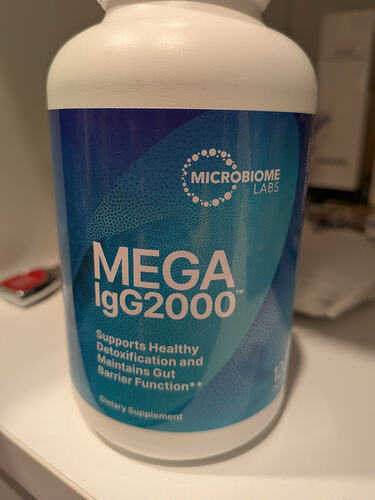 MICROBIOME
LABS
MEGA
IgG2000™
Supports Healthy
Detoxification and
Maintains Gut
Barrier Function**
Dietary Supplement